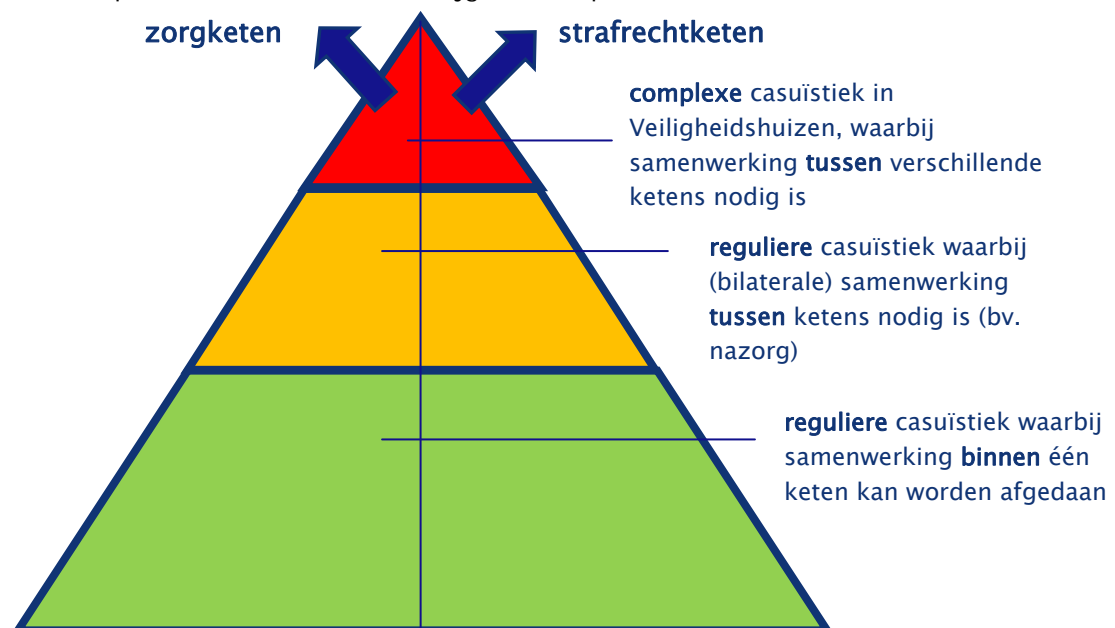 zorgketen
strafrechtketen
complexe casuïstiek in
Veiligheidshuizen, waarbij
samenwerking tussen verschillende
ketens nodig is
reguliere casuïstiek waarbij
(bilaterale) samenwerking
tussen ketens nodig is (bv.
nazorg)
reguliere casuïstiek waarbij
samenwerking binnen één
keten kan worden afgedaan